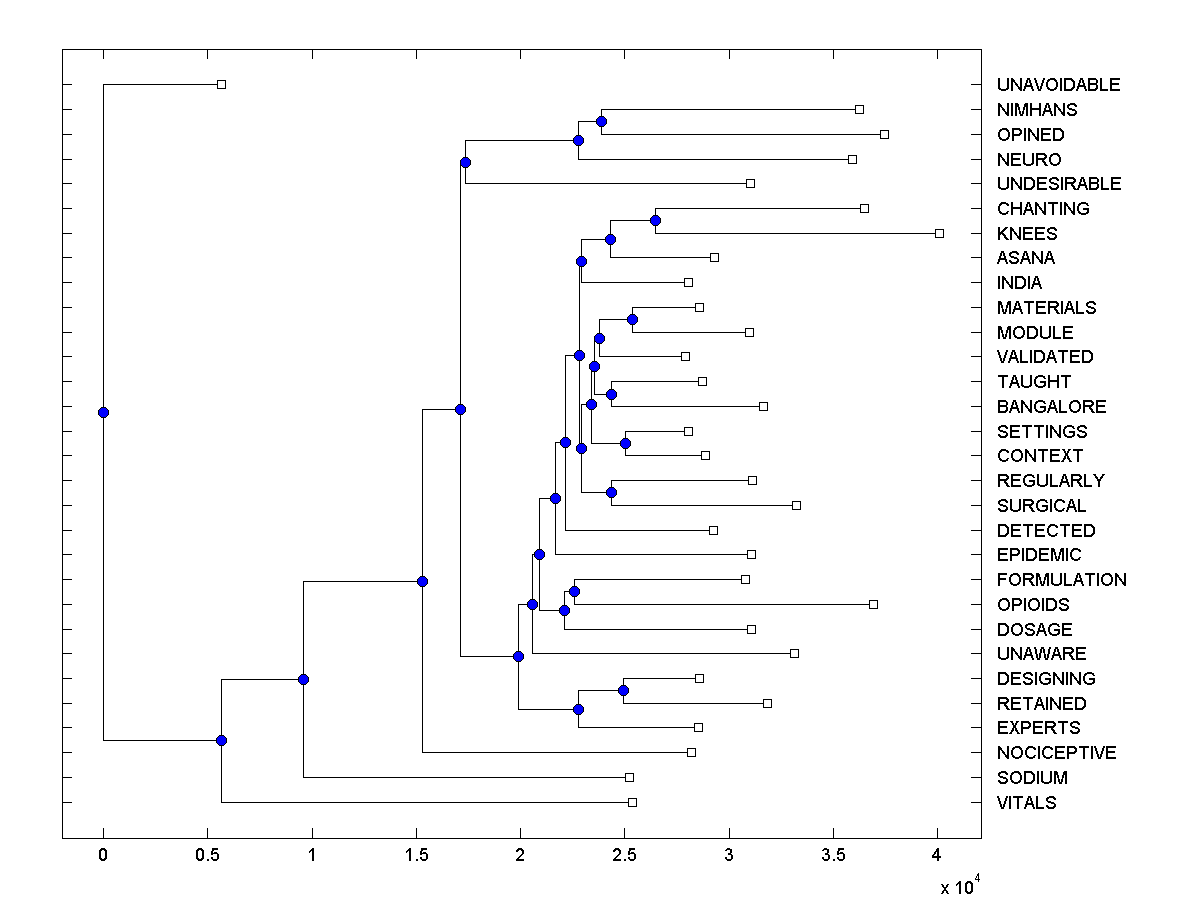 UNAVOIDABLE
NIMHANS
OPINED
NEURO
UNDESIRABLE
CHANTING
KNEES
ASANA
INDIA
MATERIALS
MODULE
VALIDATED
TAUGHT
BANGALORE
SETTINGS
CONTEXT
REGULARLY
SURGICAL
DETECTED
EPIDEMIC
FORMULATION
OPIOIDS
DOSAGE
UNAWARE
DESIGNING
RETAINED
EXPERTS
NOCICEPTIVE
SODIUM
VITALS
0 0.5 1 1.5 2 2.5 3 3.5 4
x 10^4